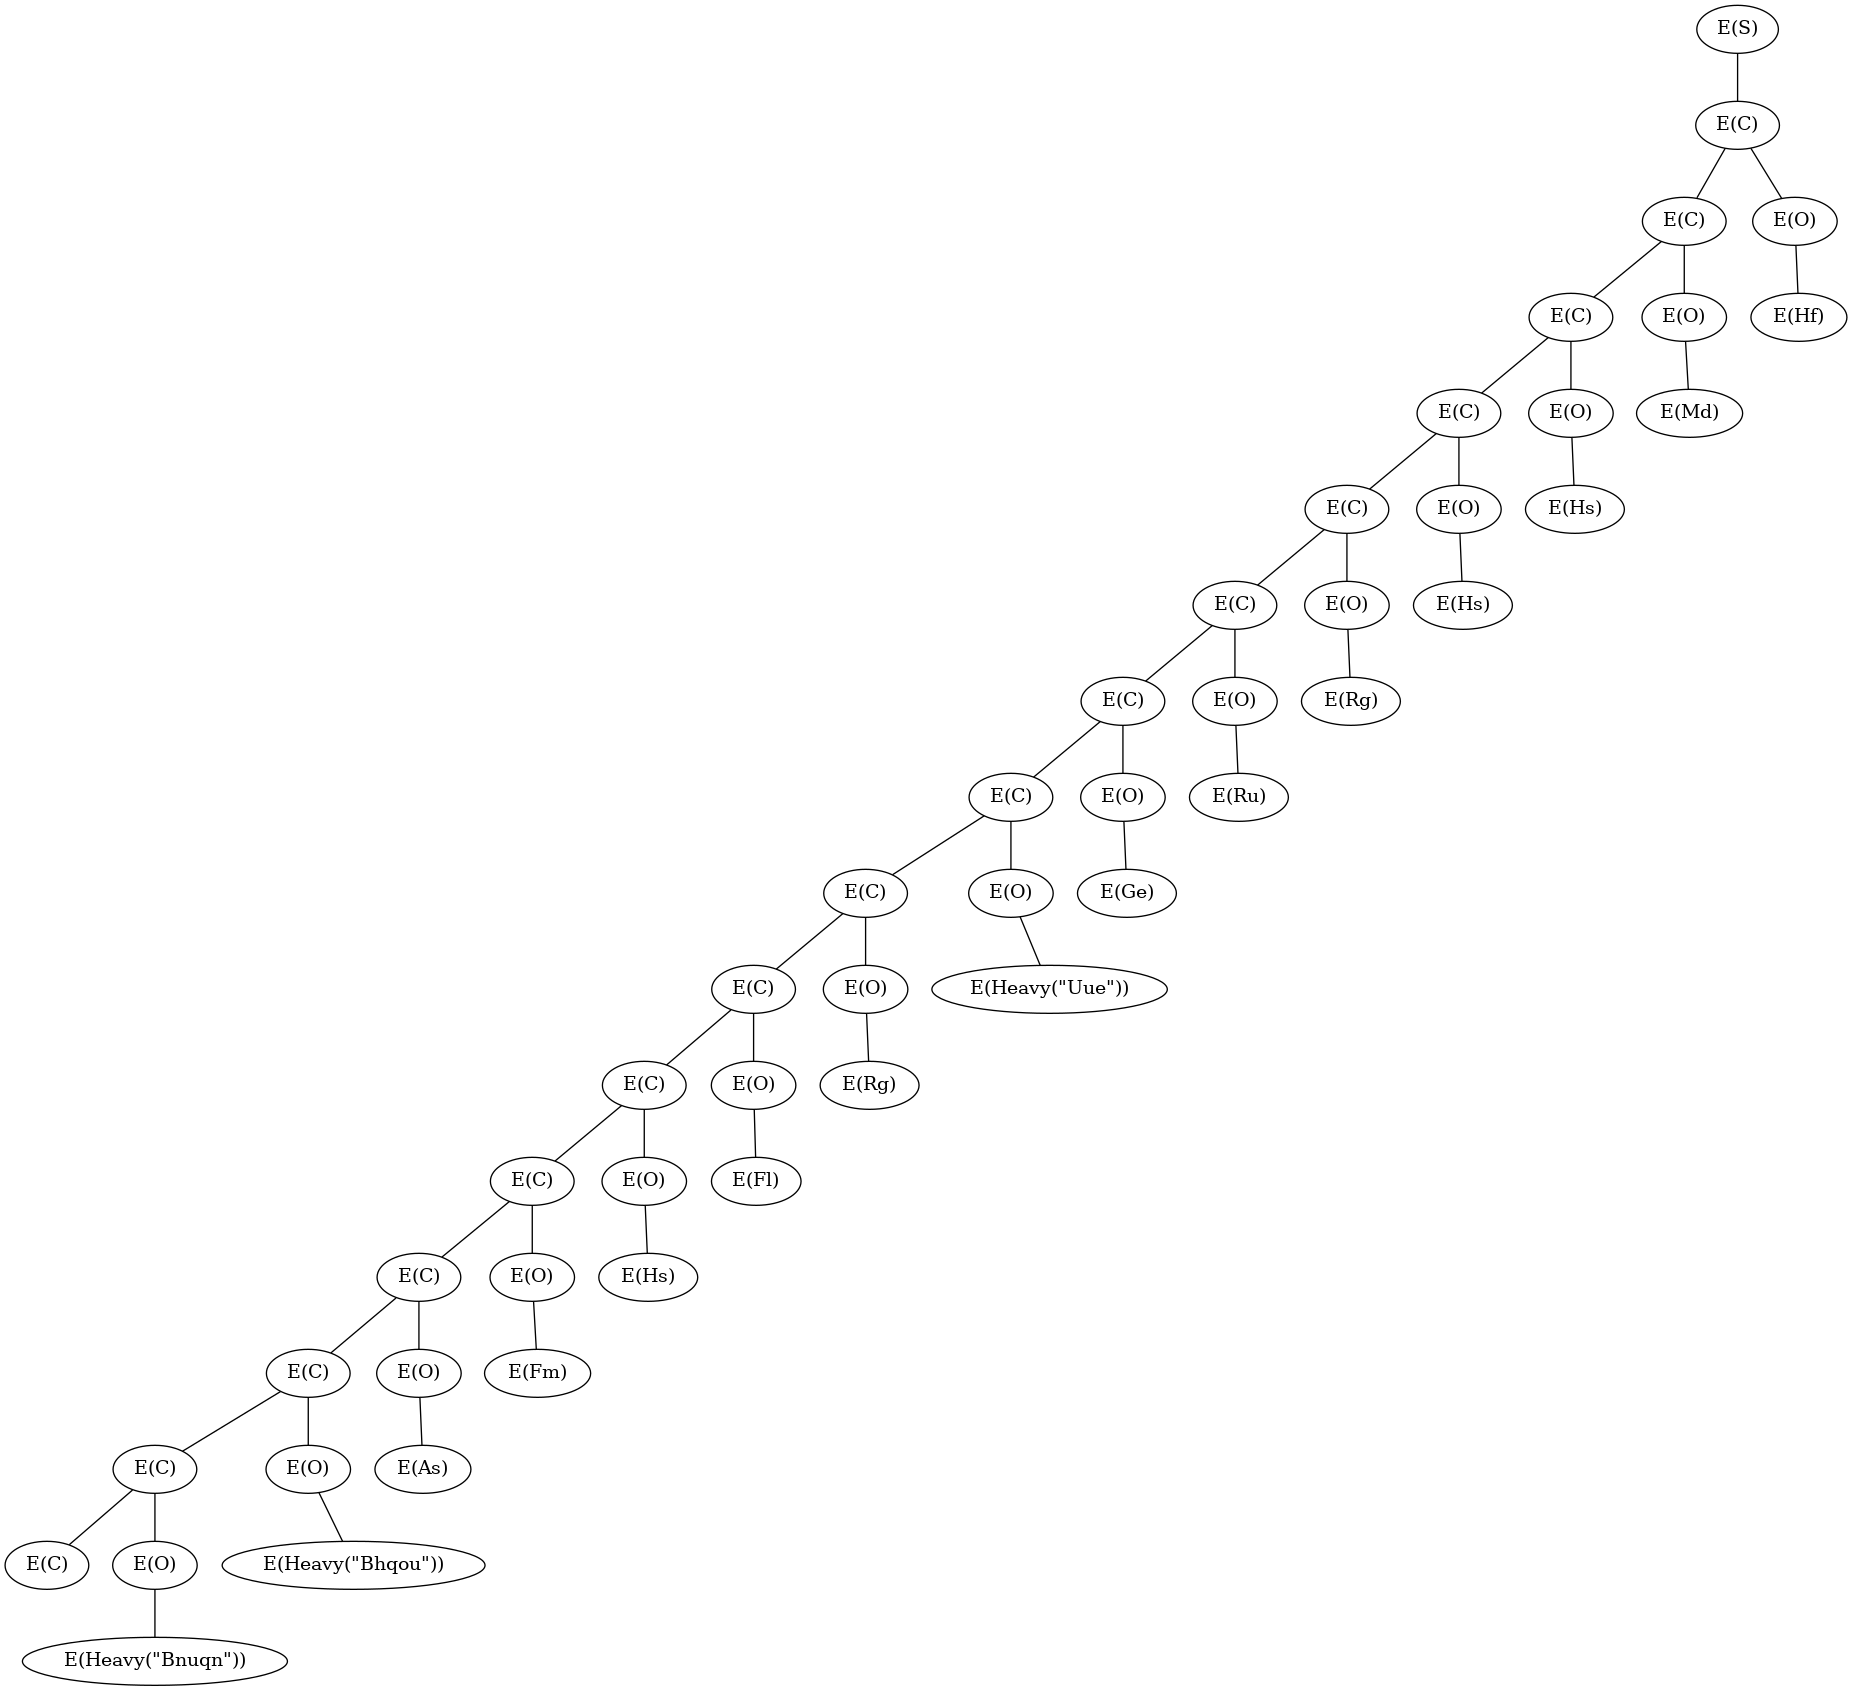 E(S)
E(C)
E(C) E(O)
E(C) E(O) E(Hf)
E(C) E(O) E(Md)
E(C) E(O) E(Hs)
E(C) E(O) E(Hs)
E(C) E(O) E(Rg)
E(C) E(O) E(Ru)
E(C) E(O) E(Ge)
E(C) E(O) E(Heavy("Uue"))
E(C) E(O) E(Rg)
E(C) E(O) E(Fl)
E(C) E(O) E(Hs)
E(C) E(O) E(Fm)
E(C) E(O) E(As)
E(C) E(O) E(Heavy("Bhqou"))
E(Heavy("Bnuqn"))